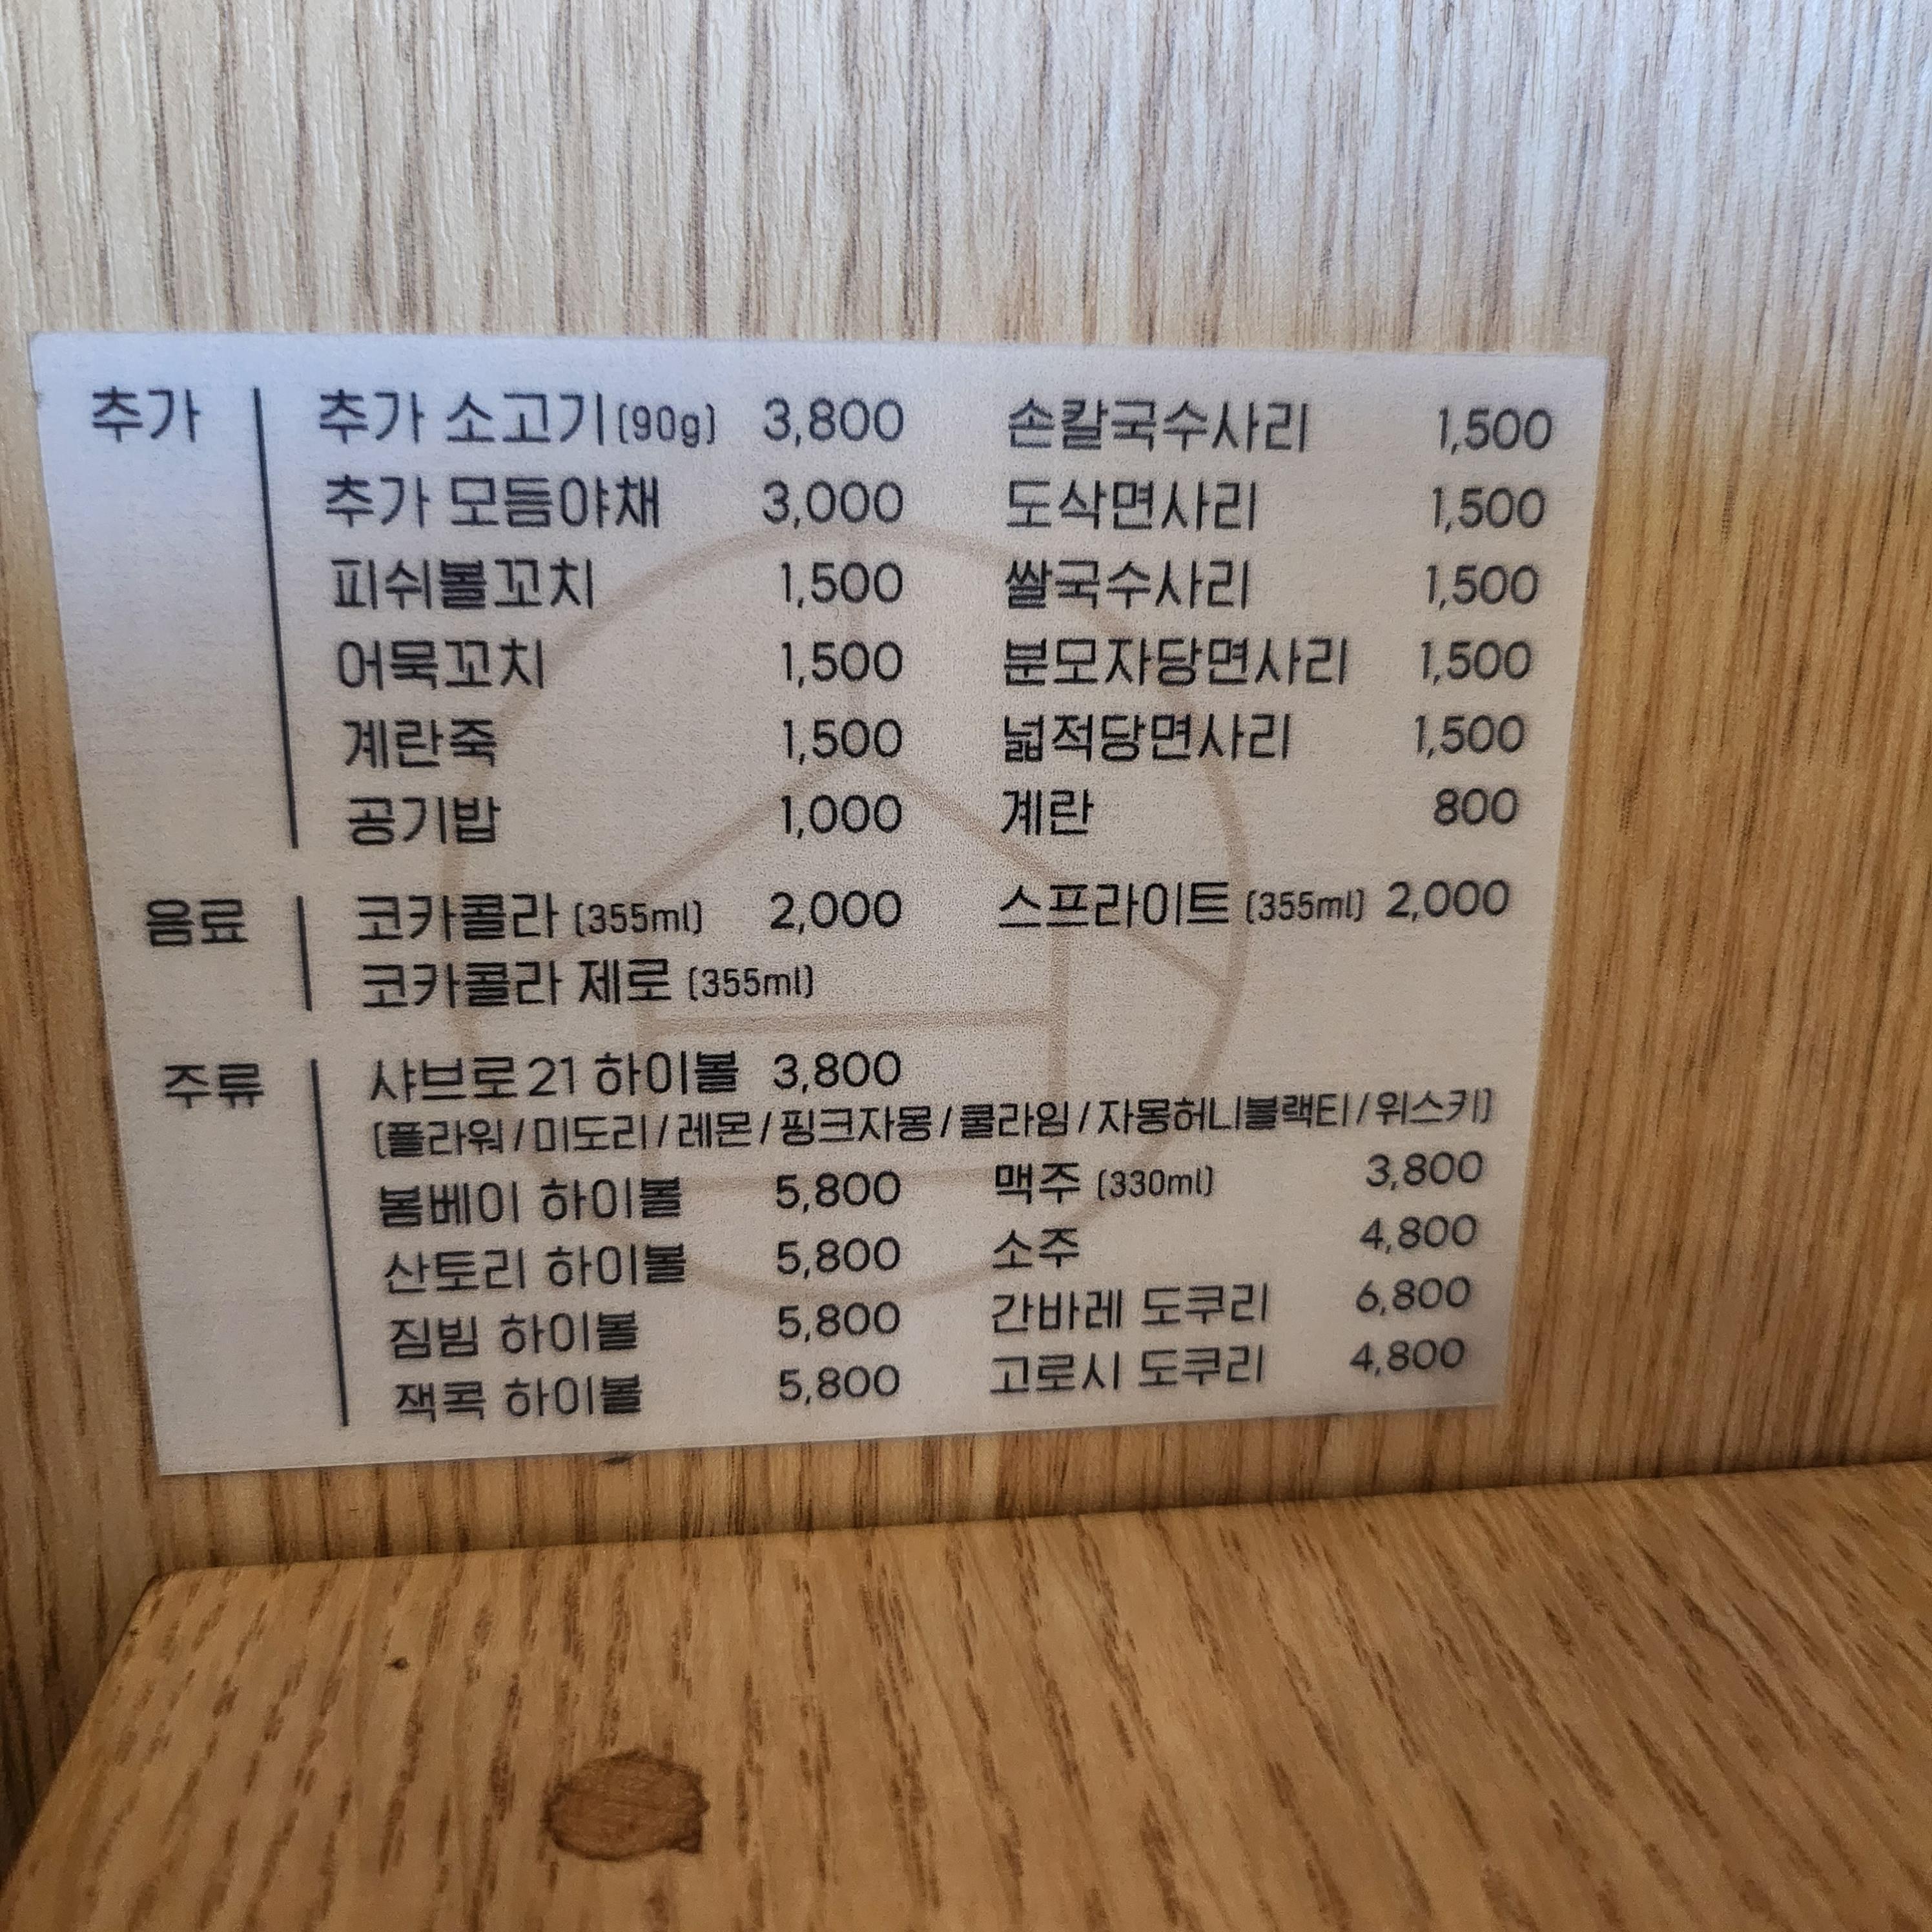 추가 추가 소고기(90g) 3,800 손칼국수사리 1,500
추가 모듬야채 3,000 도삭면사리 1,500
피쉬볼꼬치 1,500 쌀국수사리 1,500
어묵꼬치 1,500 분모자당면사리 1,500
계란죽 1,500 넓적당면사리 1,500
공기밥 1,000 계란 800
음료 코카콜라 (355ml) 2,000 스프라이트 (355ml) 2,000
코카콜라 제로 (355ml)
주류 샤브로21 하이볼 3,800
(플라워/미도리/레몬/핑크자몽/쿨라임/자몽허니블랙티/위스키)
봄베이 하이볼 5,800 맥주 (330ml) 3,800
산토리 하이볼 5,800 소주 4,800
짐빔 하이볼 5,800 간바레 도쿠리 6,800
잭콕 하이볼 5,800 고로시 도쿠리 4,800